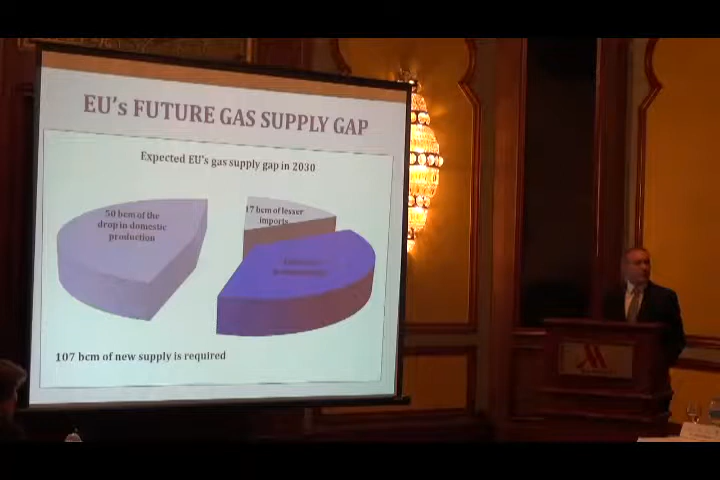 EU's FUTURE GAS SUPPLY GAP
Expected EU's gas supply gap in 2030
50 bcm of the
drop in domestic
production
17 bcm of lesser
imports
107 bcm of new supply is required